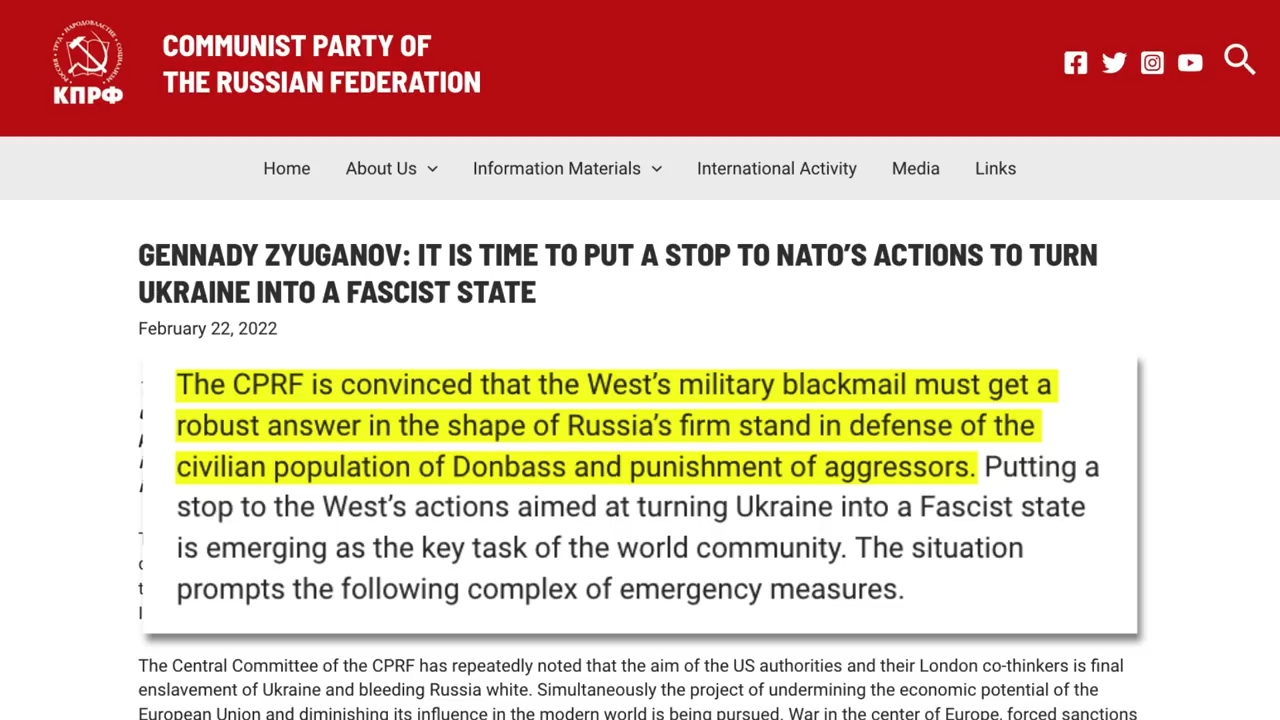 РОССИЯ • ТРУД • НАРОДОВЛАСТИЕ • СОЦИАЛИЗМ
КПРФ
COMMUNIST PARTY OF
THE RUSSIAN FEDERATION
Home
About Us
Information Materials
International Activity
Media
Links
GENNADY ZYUGANOV: IT IS TIME TO PUT A STOP TO NATO’S ACTIONS TO TURN
UKRAINE INTO A FASCIST STATE
February 22, 2022
The CPRF is convinced that the West’s military blackmail must get a
robust answer in the shape of Russia’s firm stand in defense of the
civilian population of Donbass and punishment of aggressors. Putting a
stop to the West’s actions aimed at turning Ukraine into a Fascist state
is emerging as the key task of the world community. The situation
prompts the following complex of emergency measures.
The Central Committee of the CPRF has repeatedly noted that the aim of the US authorities and their London co-thinkers is final
enslavement of Ukraine and bleeding Russia white. Simultaneously the project of undermining the economic potential of the
European Union and diminishing its influence in the modern world is being pursued. War in the center of Europe, forced sanctions